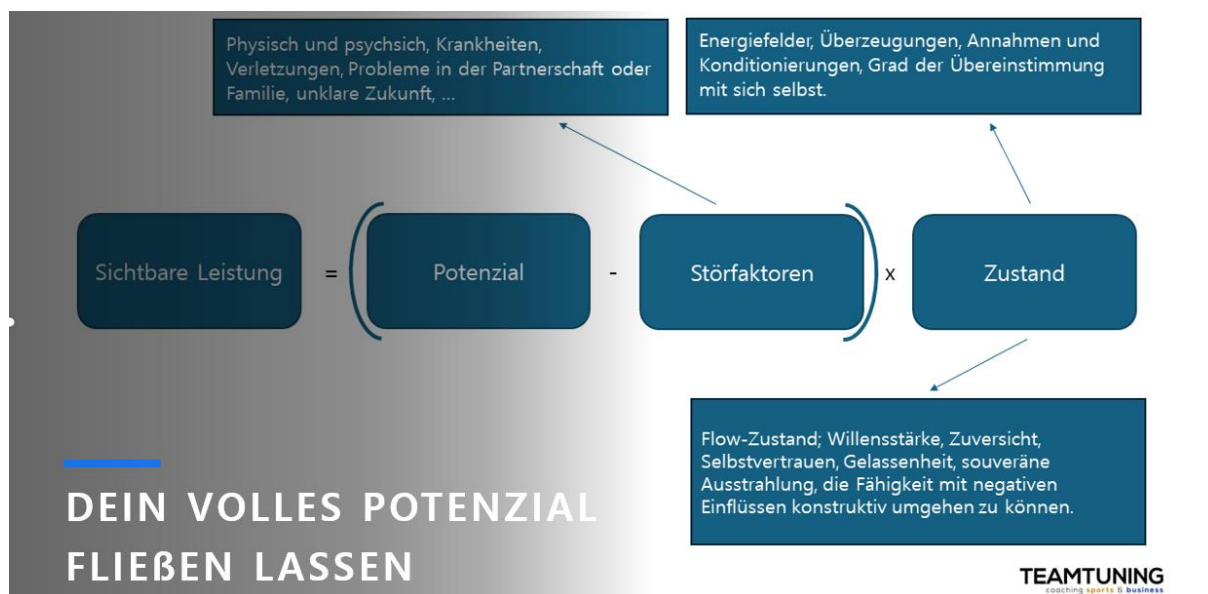 Physisch und psychsich, Krankheiten,
Verletzungen, Probleme in der Partnerschaft oder
Familie, unklare Zukunft, ...
Energiefelder, Überzeugungen, Annahmen und
Konditionierungen, Grad der Übereinstimmung
mit sich selbst.
Sichtbare Leistung = ( Potenzial - Störfaktoren ) x Zustand
Flow-Zustand; Willensstärke, Zuversicht,
Selbstvertrauen, Gelassenheit, souveräne
Ausstrahlung, die Fähigkeit mit negativen
Einflüssen konstruktiv umgehen zu können.
DEIN VOLLES POTENZIAL
FLIEßEN LASSEN
TEAMTUNING
coaching sports & business